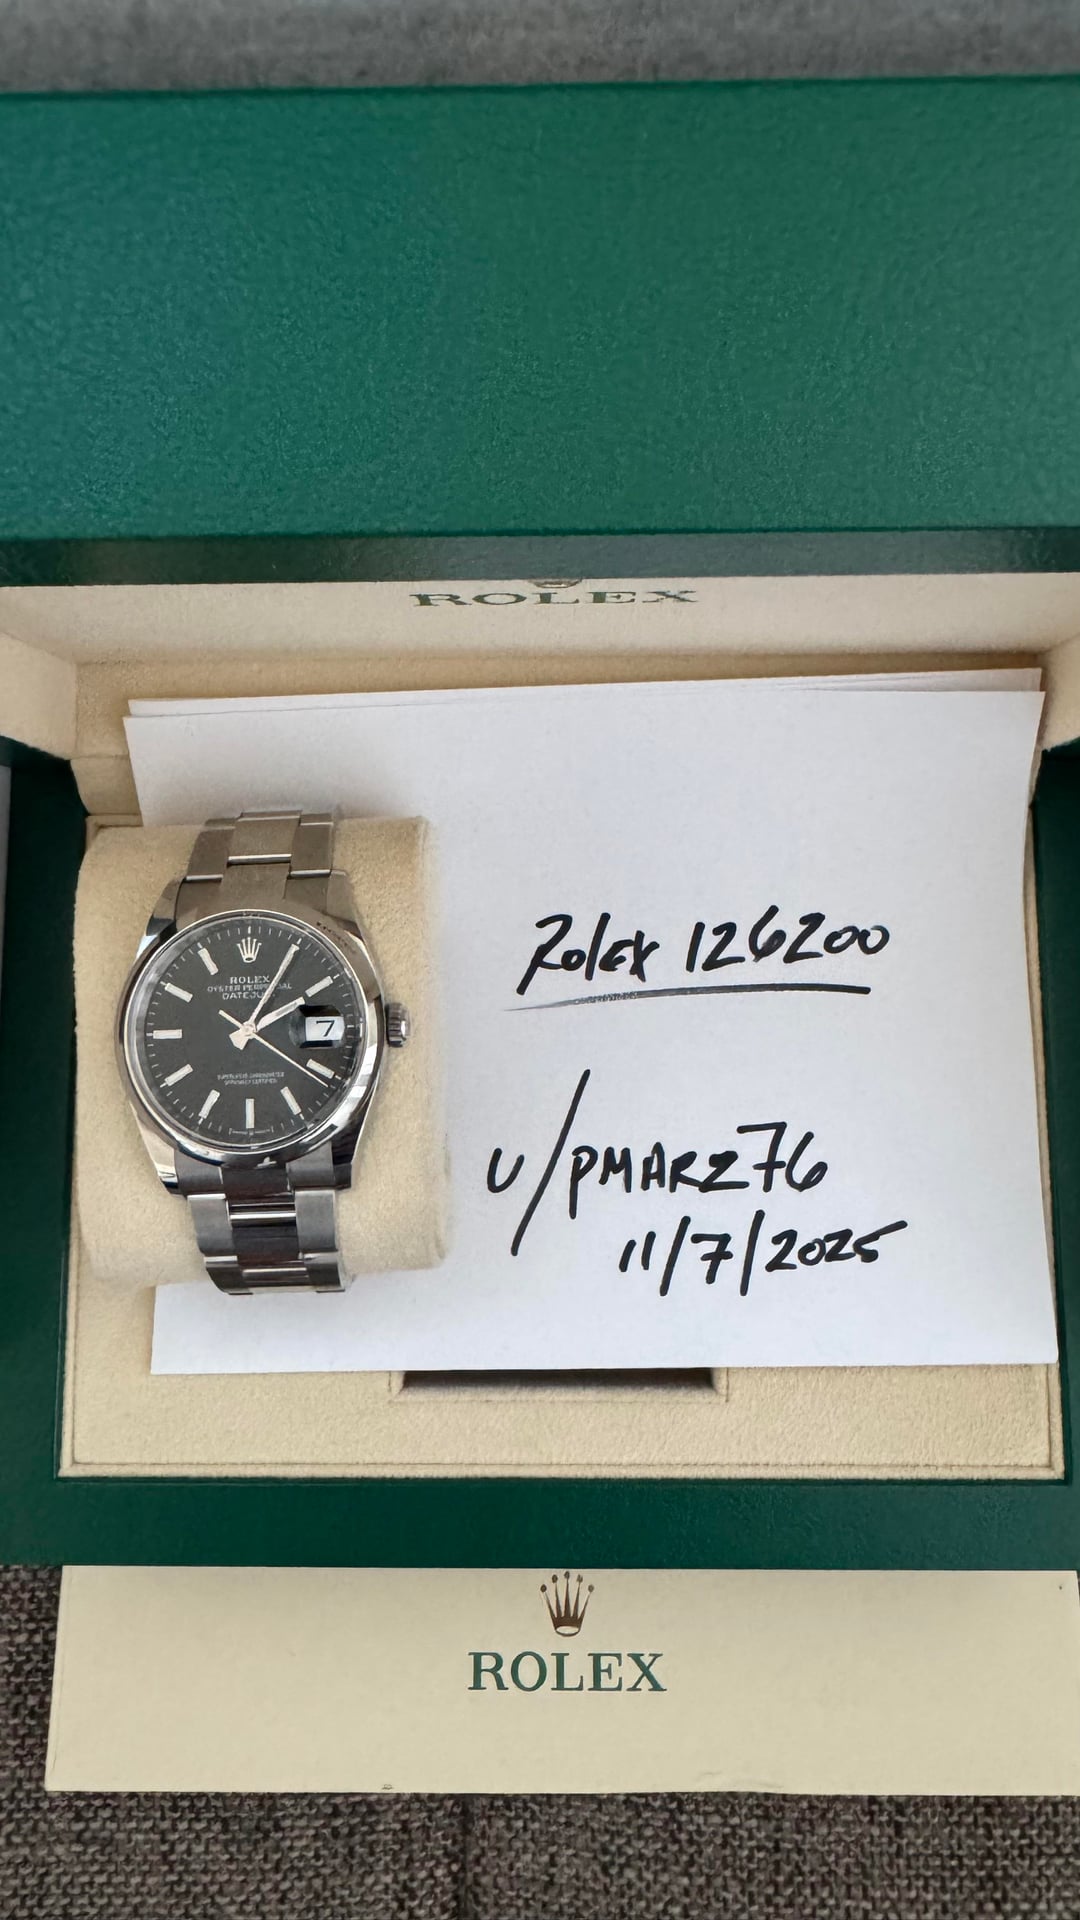 ROLEX
ROLEX
OYSTER PERPETUAL
DATEJUST
7
SUPERLATIVE CHRONOMETER
OFFICIALLY CERTIFIED
Rolex 126200
u/PMARZ76
11/7/2025
ROLEX